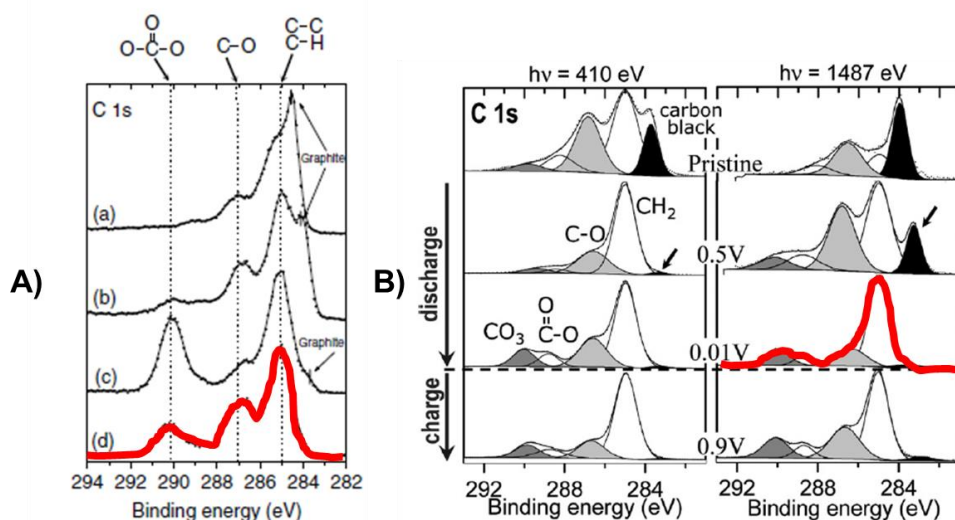 A)
O
O-C-O
C-O
C-C
C-H
C 1s
Graphite
(a)
(b)
Graphite
(c)
(d)
294 292 290 288 286 284 282
Binding energy (eV)
B)
hν = 410 eV
hν = 1487 eV
C 1s
carbon
black
Pristine
discharge
CH2
C-O
0.5V
O
CO3
C-O
0.01V
charge
0.9V
292 288 284
292 288 284
Binding energy (eV)
Binding energy (eV)